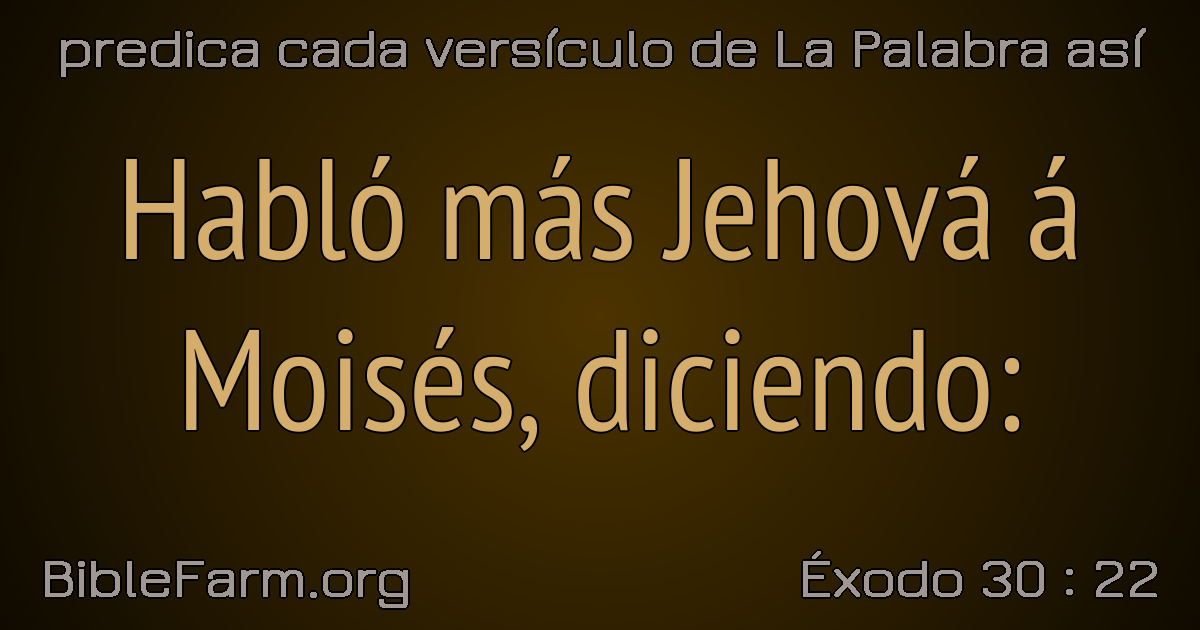 predica cada versículo de La Palabra así
Habló más Jehová á
Moisés, diciendo:
BibleFarm.org
Éxodo 30 : 22